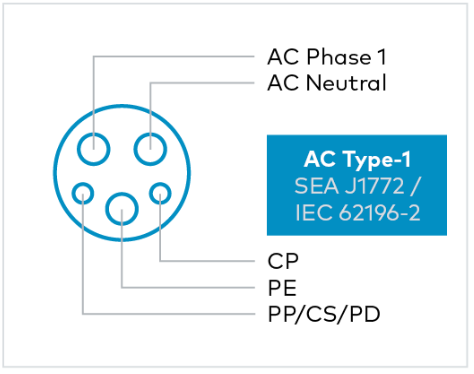 AC Phase 1
AC Neutral
AC Type-1
SEA J1772 /
IEC 62196-2
CP
PE
PP/CS/PD